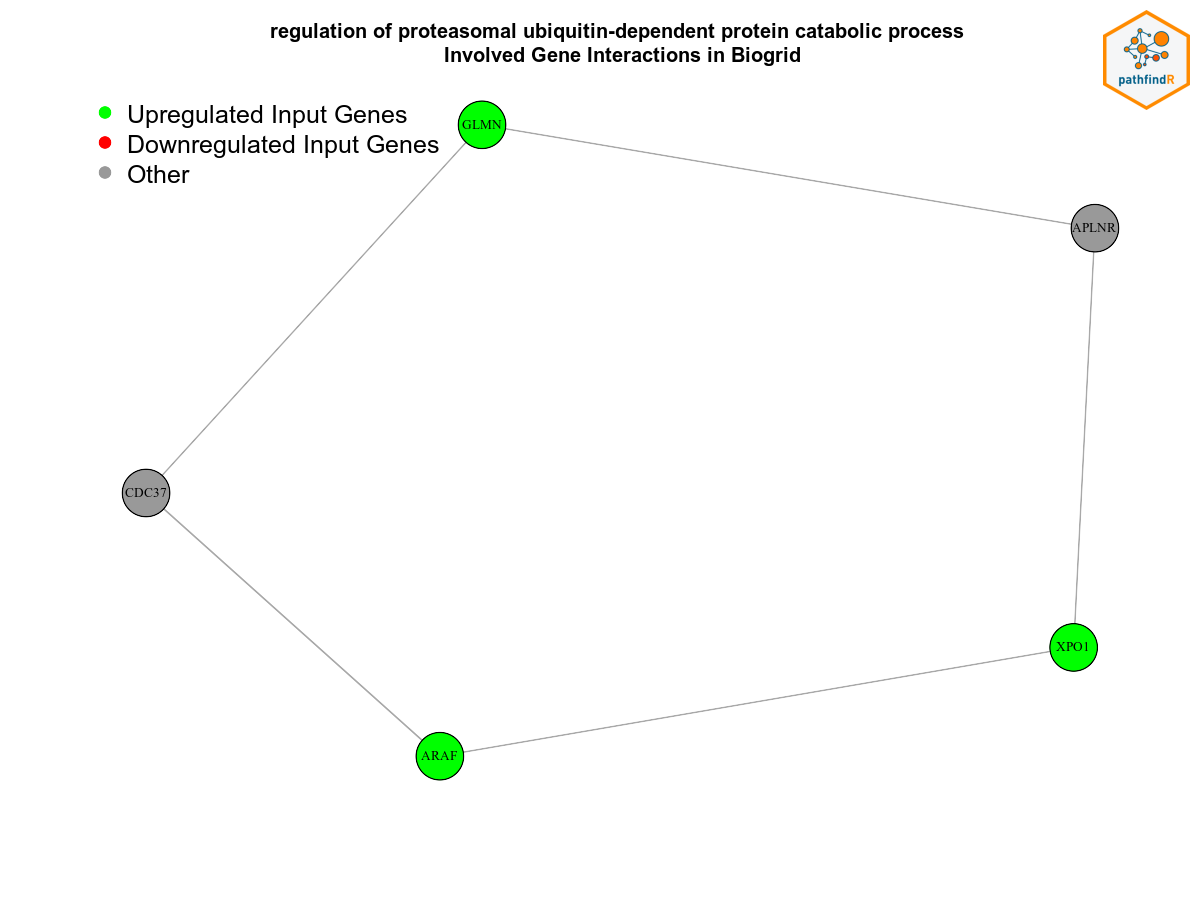 regulation of proteasomal ubiquitin-dependent protein catabolic process
Involved Gene Interactions in Biogrid
pathfindR
Upregulated Input Genes
Downregulated Input Genes
Other
GLMN
APLNR
CDC37
XPO1
ARAF